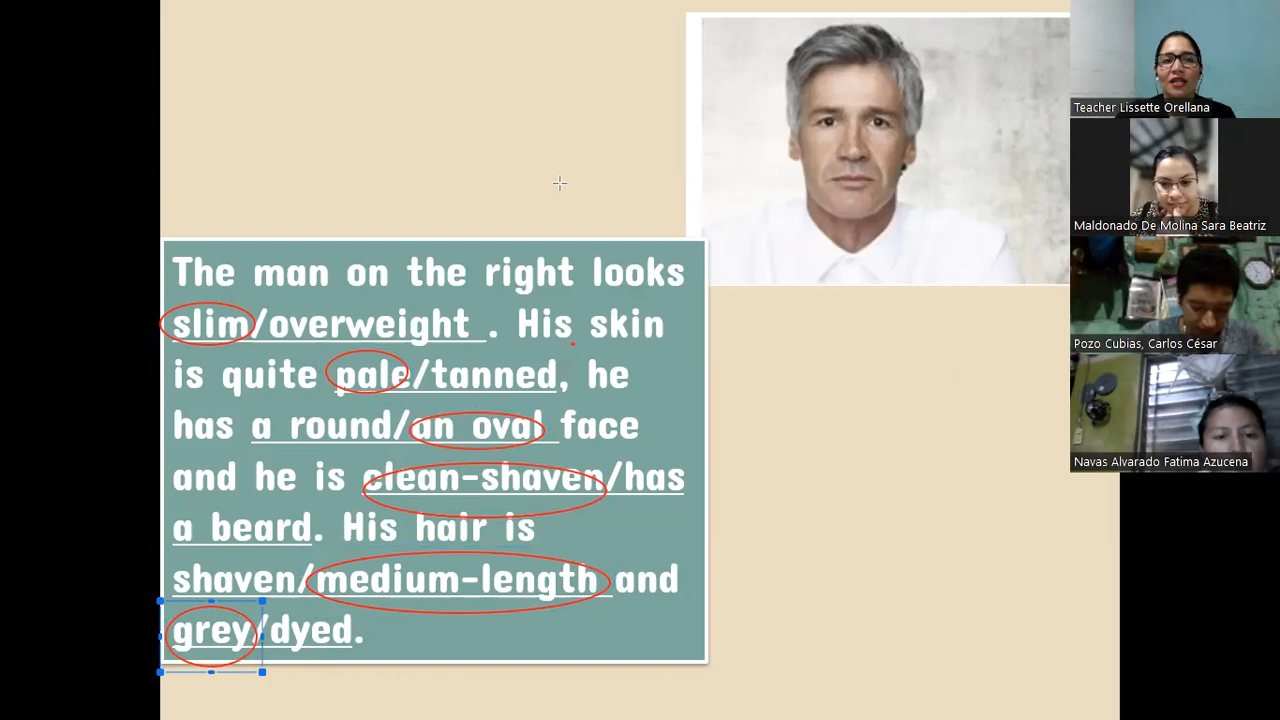 The man on the right looks
slim/overweight . His skin
is quite pale/tanned, he
has a round/an oval face
and he is clean-shaven/has
a beard. His hair is
shaven/medium-length and
grey/dyed.
Teacher Lissette Orellana
Maldonado De Molina Sara Beatriz
Pozo Cubias, Carlos César
Navas Alvarado Fatima Azucena